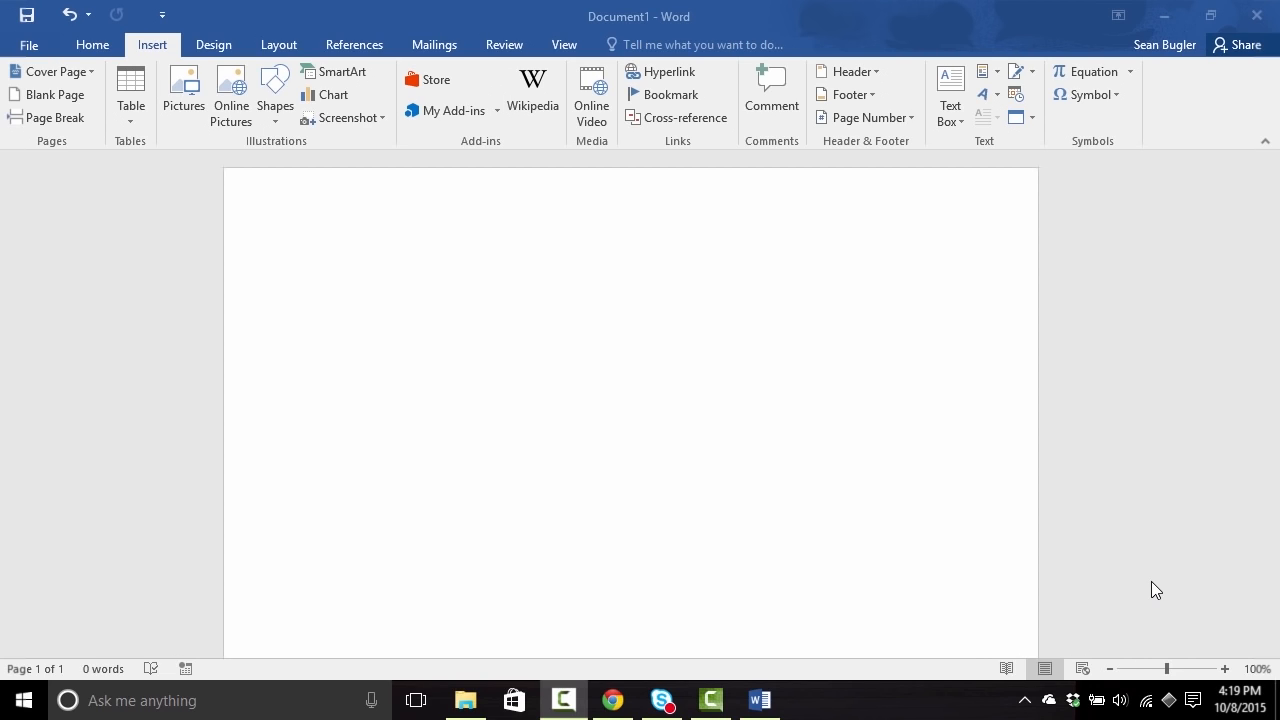 Document1 - Word
File Home Insert Design Layout References Mailings Review View Tell me what you want to do... Sean Bugler Share
Cover Page
Blank Page
Page Break
Pages
Table
Tables
Pictures
Online
Pictures
Shapes
SmartArt
Chart
Screenshot
Illustrations
Store
My Add-ins
W
Wikipedia
Add-ins
Online
Video
Media
Hyperlink
Bookmark
Cross-reference
Links
Comment
Comments
Header
Footer
Page Number
Header & Footer
A
Text
Box
A
Text
π Equation
Ω Symbol
Symbols
Page 1 of 1 0 words 100%
Ask me anything
4:19 PM
10/8/2015